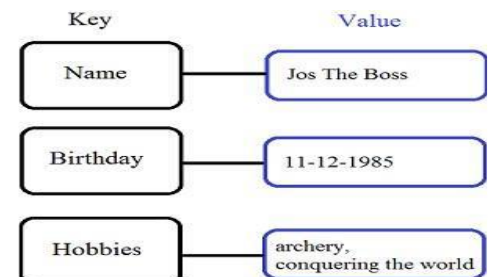 Key Value
Name Jos The Boss
Birthday 11-12-1985
Hobbies archery,
conquering the world